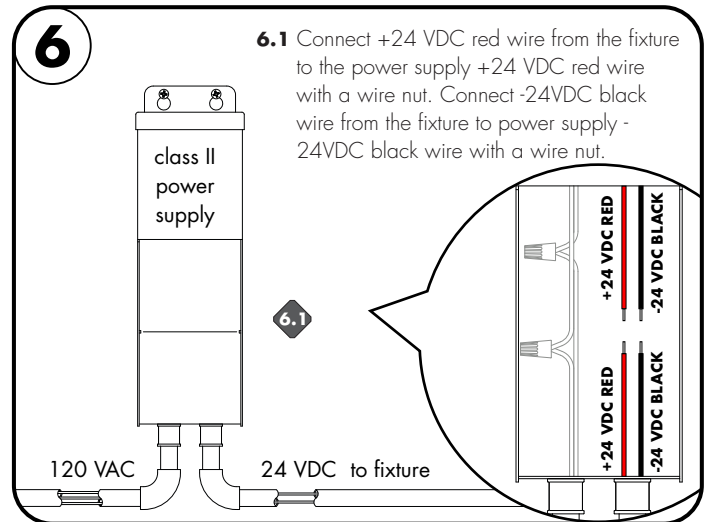 6
6.1 Connect +24 VDC red wire from the fixture
to the power supply +24 VDC red wire
with a wire nut. Connect -24VDC black
wire from the fixture to power supply -
24VDC black wire with a wire nut.
class II
power
supply
6.1
+24 VDC RED
-24 VDC BLACK
+24 VDC RED
-24 VDC BLACK
120 VAC
24 VDC to fixture